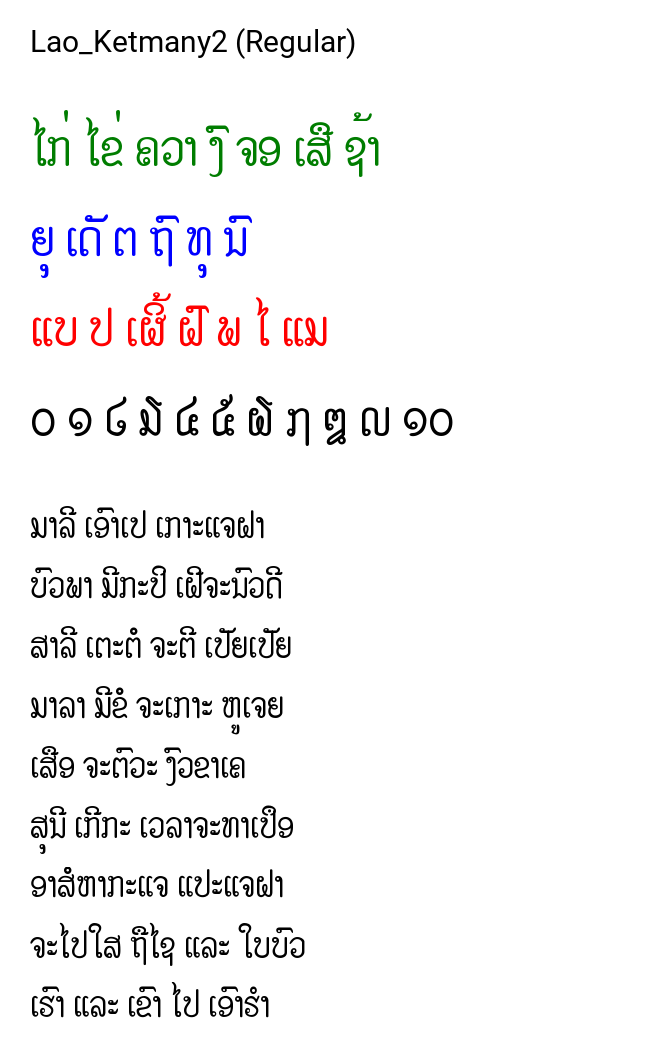 Lao_Ketmany2 (Regular)
ໄກ່ ໄຂ່ ຄວາ ງົ ຈອ ເສື ຊ້າ
ຍຸ ເດັ ຕ ຖົ ທຸ ນົ
ແບ ປ ເຜິ້ ຝົ ພ ໄ ແມ
໐ ໑ ໒ ໓ ໔ ໕ ໖ ໗ ໘ ໙ ໑໐
ມາລີ ເອົາເປ ເກາະແຈຝາ
ບົວພາ ມີກະປິ ເຝີຈະນົວດີ
ສາລີ ເຕະຕໍ ຈະຕີ ເປັຍເປັຍ
ມາລາ ມີຂໍ ຈະເກາະ ຫູເຈຍ
ເສືອ ຈະຕົວະ ງົວຂາເຄ
ສຸນີ ເກີກະ ເວລາຈະທາເປຶອ
ອາສໍຫາກະແຈ ແປະແຈຝາ
ຈະໄປໃສ ຖືໄຊ ແລະ ໃບບົວ
ເຮົາ ແລະ ເຂົາ ໄປ ເອົາຮໍາ